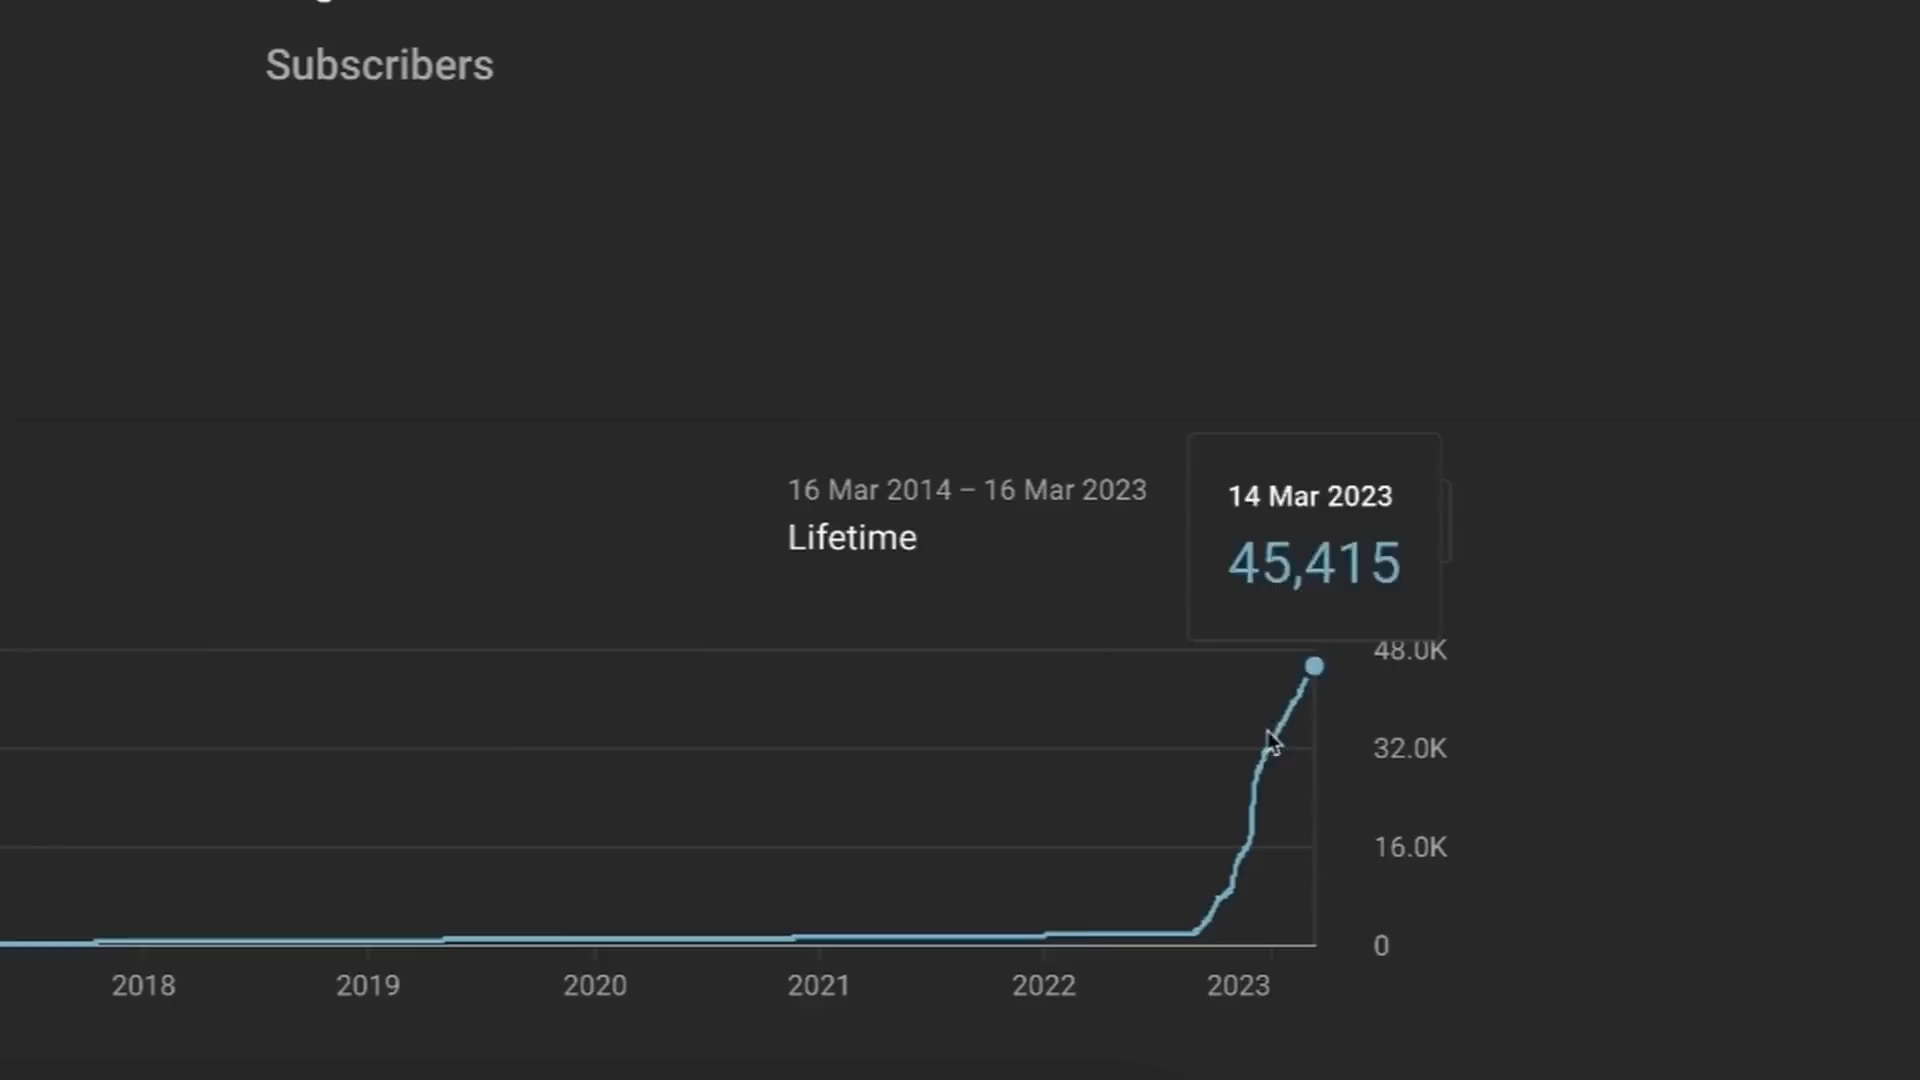 Subscribers
16 Mar 2014 – 16 Mar 2023
Lifetime
14 Mar 2023
45,415
48.0K
32.0K
16.0K
0
2018 2019 2020 2021 2022 2023